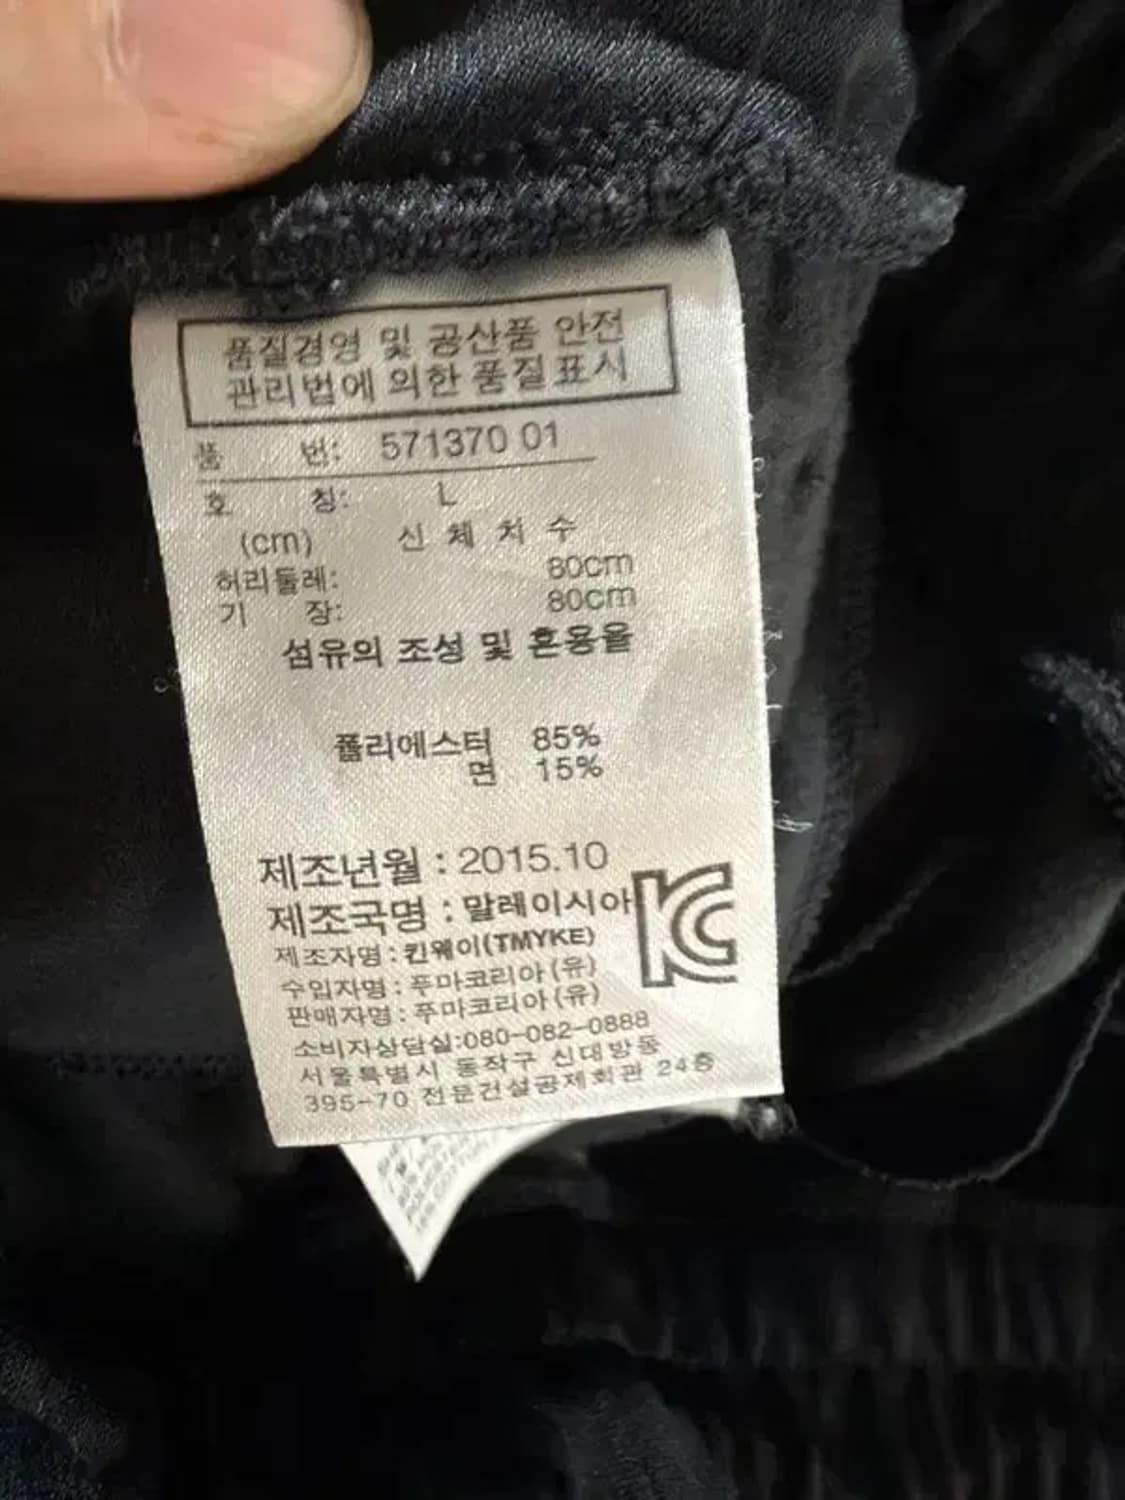 품질경영 및 공산품 안전
관리법에 의한 품질표시
품 번: 571370 01
호 칭: L
(cm) 신 체 치 수
허리둘레: 80cm
기 장: 80cm
섬유의 조성 및 혼용율
폴리에스터 85%
면 15%
제조년월 : 2015.10
제조국명 : 말레이시아
제조자명 : 킨웨이(TMYKE)
수입자명 : 푸마코리아 (유)
판매자명 : 푸마코리아 (유)
소비자상담실:080-082-0888
서울특별시 동작구 신대방동
395-70 전문건설공제회관 24층